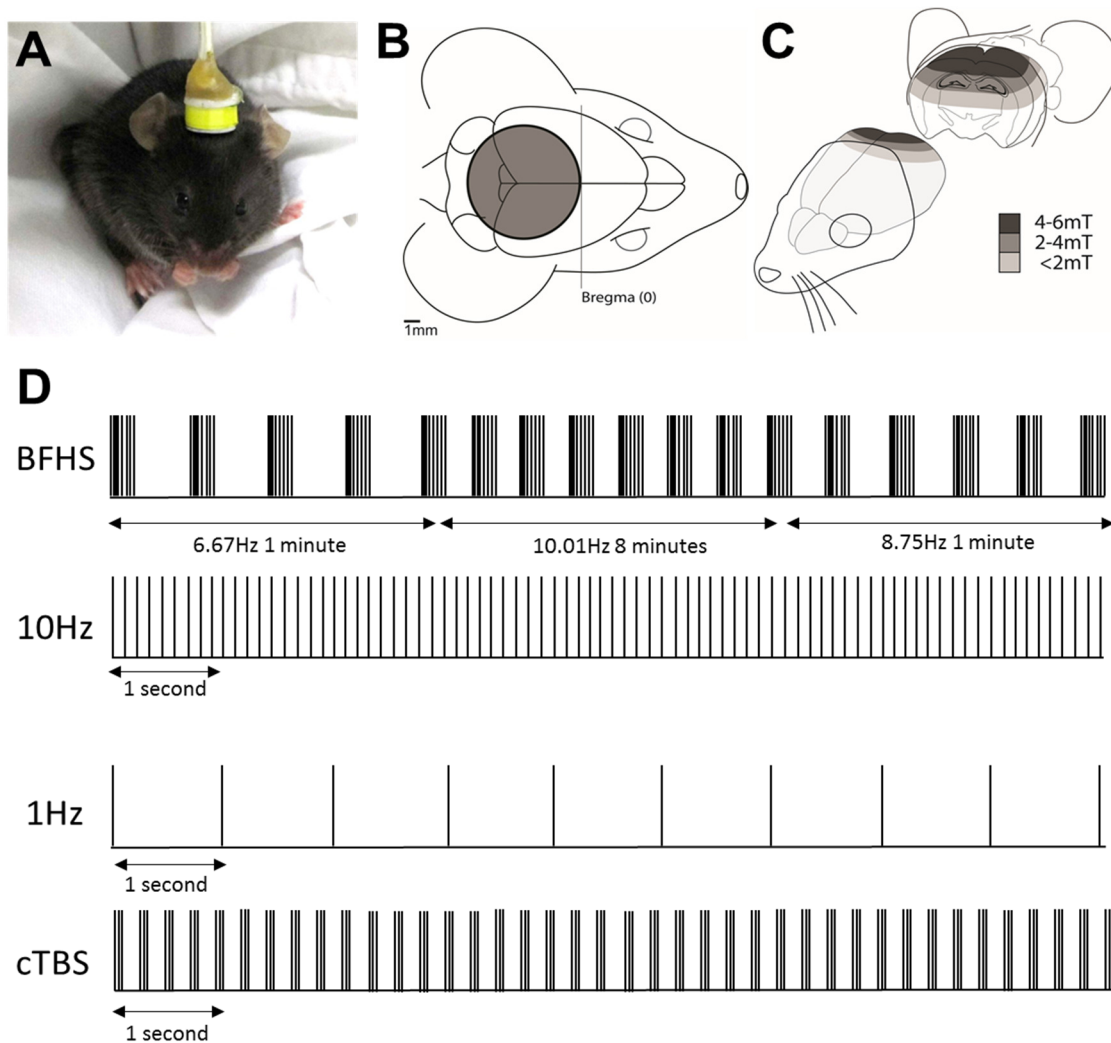 A
B
C
Bregma (0)
1mm
4-6mT
2-4mT
<2mT
D
BFHS
6.67Hz 1 minute
10.01Hz 8 minutes
8.75Hz 1 minute
10Hz
1 second
1Hz
1 second
cTBS
1 second